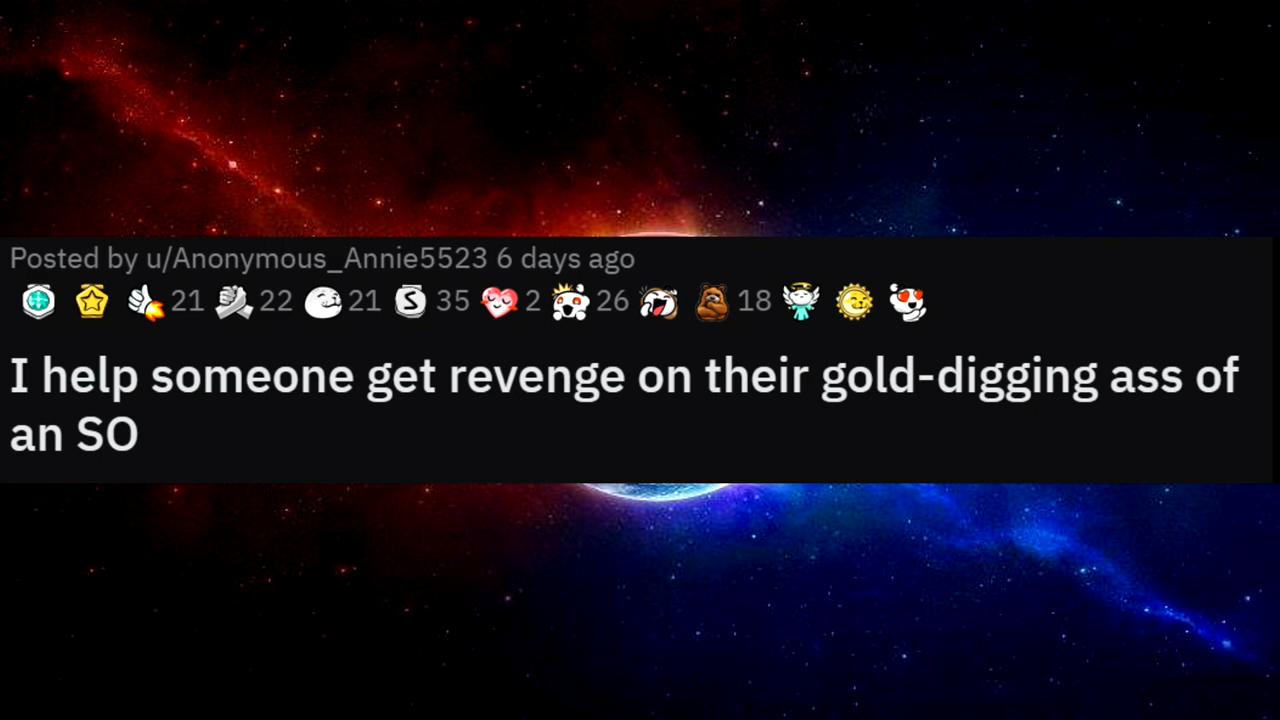 Posted by u/Anonymous_Annie5523 6 days ago
21 22 21 S 35 2 26 18
I help someone get revenge on their gold-digging ass of
an SO